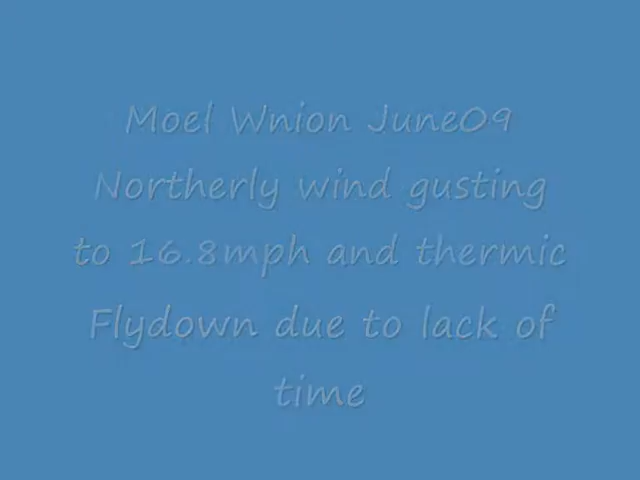 Moel Wnion June09
Northerly wind gusting
to 16.8mph and thermic
Flydown due to lack of
time